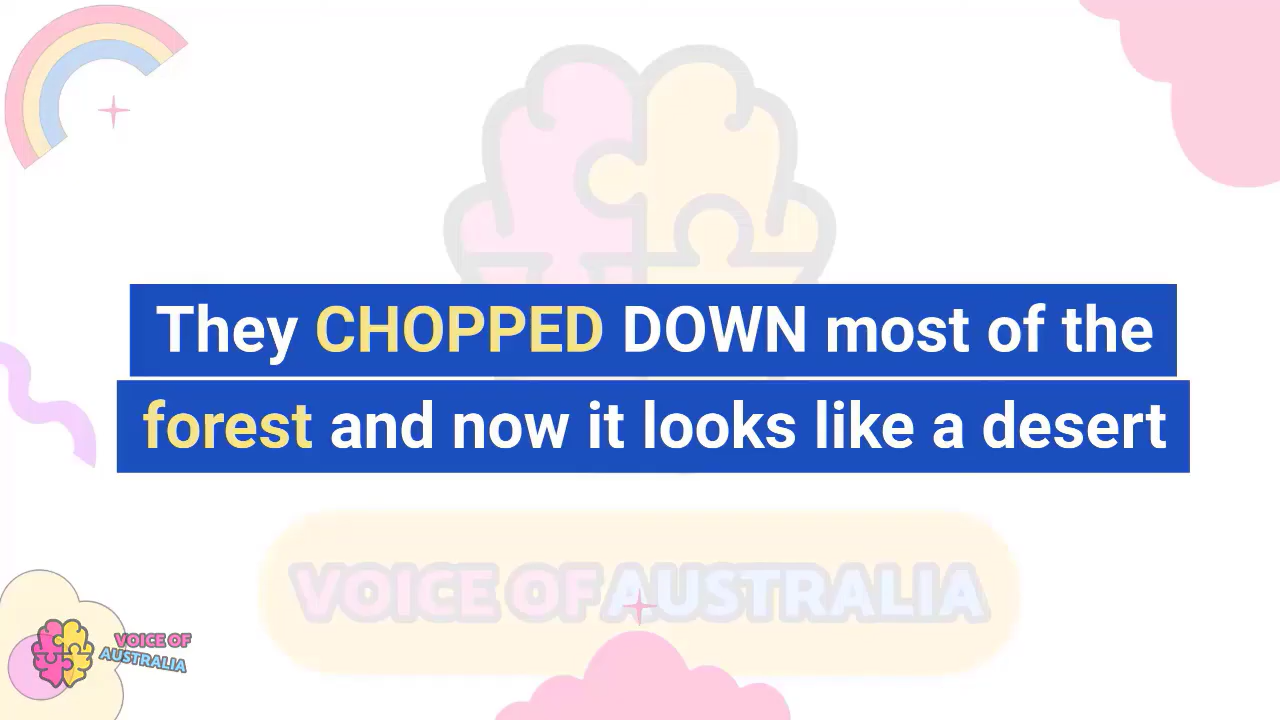 They CHOPPED DOWN most of the
forest and now it looks like a desert
VOICE OF AUSTRALIA
VOICE OF
AUSTRALIA